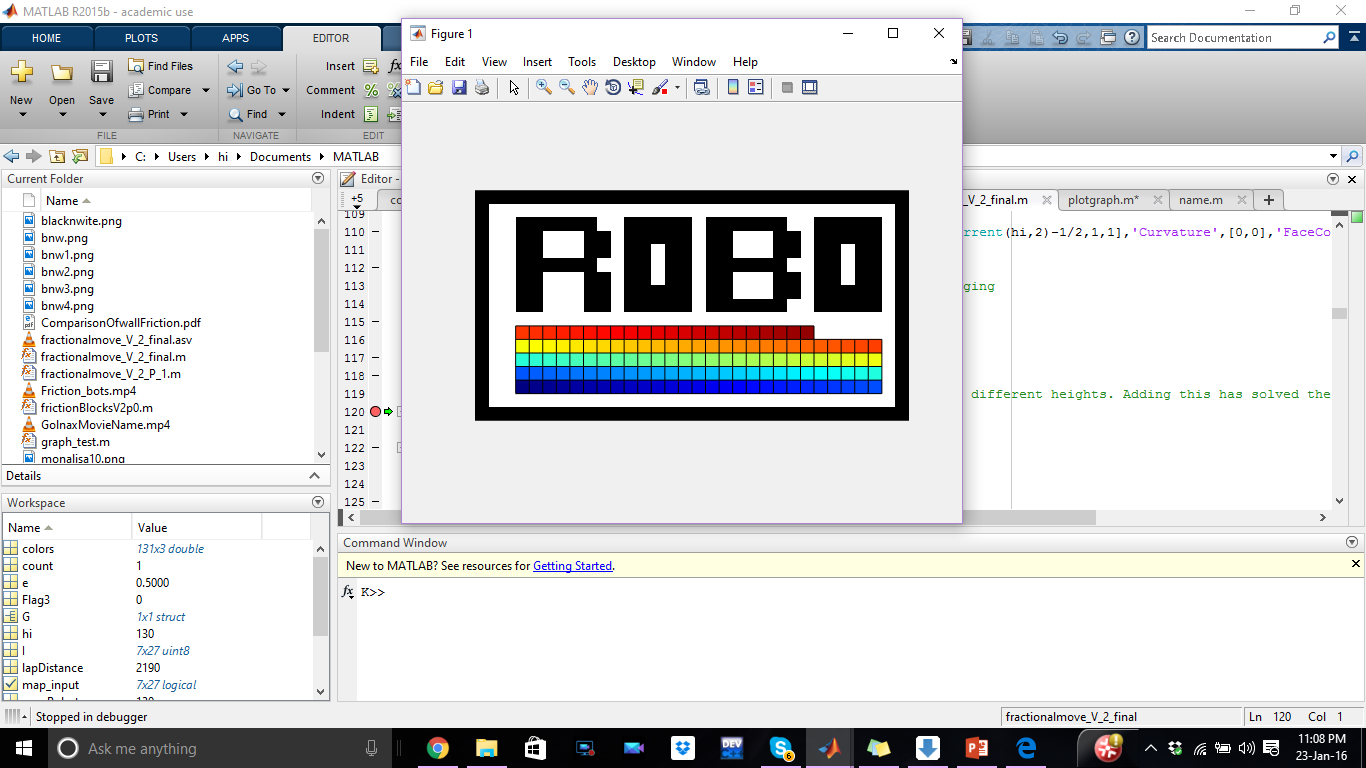 MATLAB R2015b - academic use
HOME PLOTS APPS EDITOR
Search Documentation
New Open Save
Find Files
Compare
Print
Go To
Find
Insert
Comment
Indent
FILE NAVIGATE EDIT
C: Users hi Documents MATLAB
Current Folder
Name
blacknwite.png
bnw.png
bnw1.png
bnw2.png
bnw3.png
bnw4.png
ComparisonOfwallFriction.pdf
fractionalmove_V_2_final.asv
fractionalmove_V_2_final.m
fractionalmove_V_2_P_1.m
Friction_bots.mp4
frictionBlocksV2p0.m
GoInaxMovieName.mp4
graph_test.m
monalisa10.png
Details
Workspace
Name Value
colors 131x3 double
count 1
e 0.5000
Flag3 0
G 1x1 struct
hi 130
I 7x27 uint8
lapDistance 2190
map_input 7x27 logical
Stopped in debugger
Figure 1
File Edit View Insert Tools Desktop Window Help
ROBO
Editor -
+5
_V_2_final.m plotgraph.m* name.m
109
110 rrent(hi,2)-1/2,1,1],'Curvature',[0,0],'FaceCo
111
112
113 ging
114
115
116
117
118
119 different heights. Adding this has solved the
120
121
122
123
124
125
Command Window
New to MATLAB? See resources for Getting Started.
fx K>>
fractionalmove_V_2_final Ln 120 Col 1
Ask me anything
DEV
6
11:08 PM
23-Jan-16